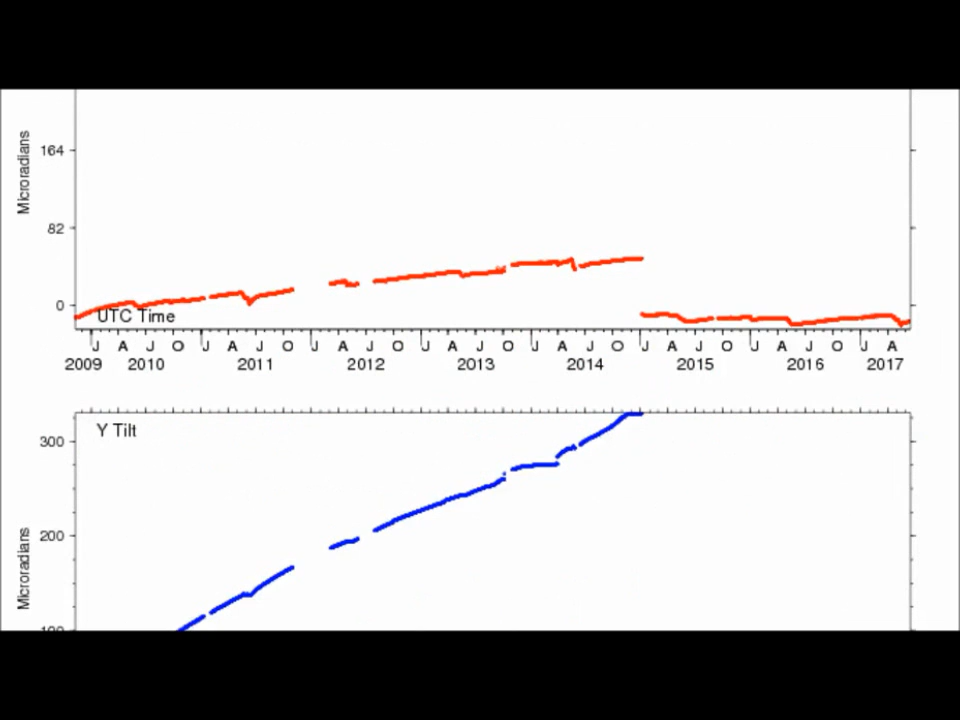 Microradians
164
82
0
UTC Time
J A J O J A J O J A J O J A J O J A J O J A J O J A J O J A
2009 2010 2011 2012 2013 2014 2015 2016 2017
Y Tilt
Microradians
300
200
100